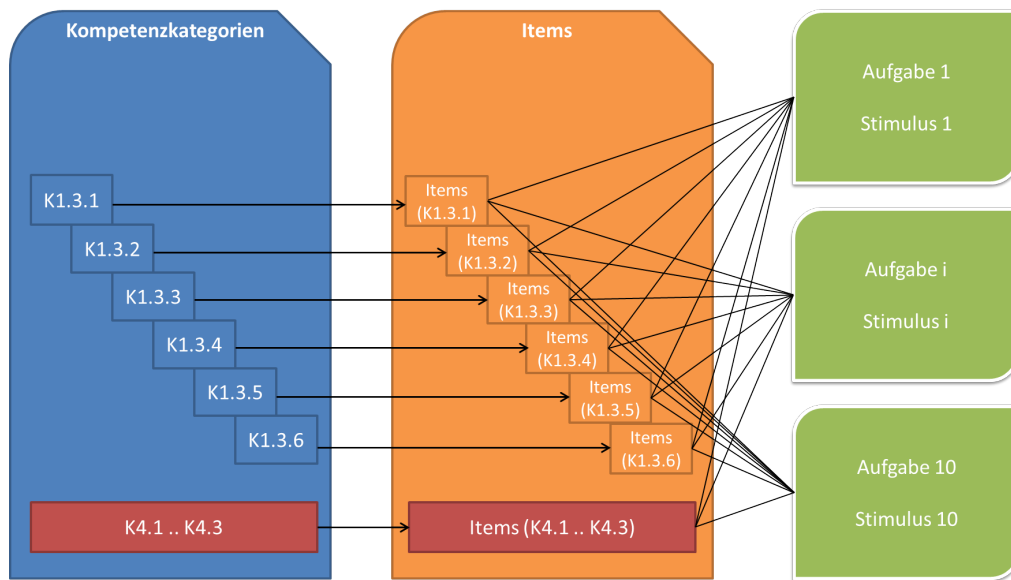 Kompetenzkategorien
K1.3.1
K1.3.2
K1.3.3
K1.3.4
K1.3.5
K1.3.6
K4.1 .. K4.3
Items
Items
(K1.3.1)
Items
(K1.3.2)
Items
(K1.3.3)
Items
(K1.3.4)
Items
(K1.3.5)
Items
(K1.3.6)
Items (K4.1 .. K4.3)
Aufgabe 1
Stimulus 1
Aufgabe i
Stimulus i
Aufgabe 10
Stimulus 10